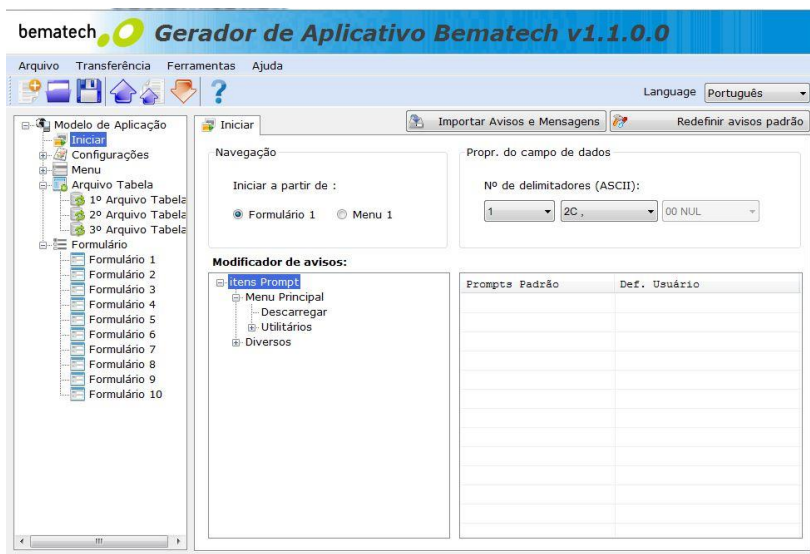 bematech Gerador de Aplicativo Bematech v1.1.0.0
Arquivo Transferência Ferramentas Ajuda
Language Português
Modelo de Aplicação
Iniciar
Configurações
Menu
Arquivo Tabela
1º Arquivo Tabela
2º Arquivo Tabela
3º Arquivo Tabela
Formulário
Formulário 1
Formulário 2
Formulário 3
Formulário 4
Formulário 5
Formulário 6
Formulário 7
Formulário 8
Formulário 9
Formulário 10
Iniciar
Importar Avisos e Mensagens
Redefinir avisos padrão
Navegação
Iniciar a partir de :
Formulário 1 Menu 1
Propr. do campo de dados
Nº de delimitadores (ASCII):
1 2C , 00 NUL
Modificador de avisos:
itens Prompt
Menu Principal
Descarregar
Utilitários
Diversos
Prompts Padrão Def. Usuário